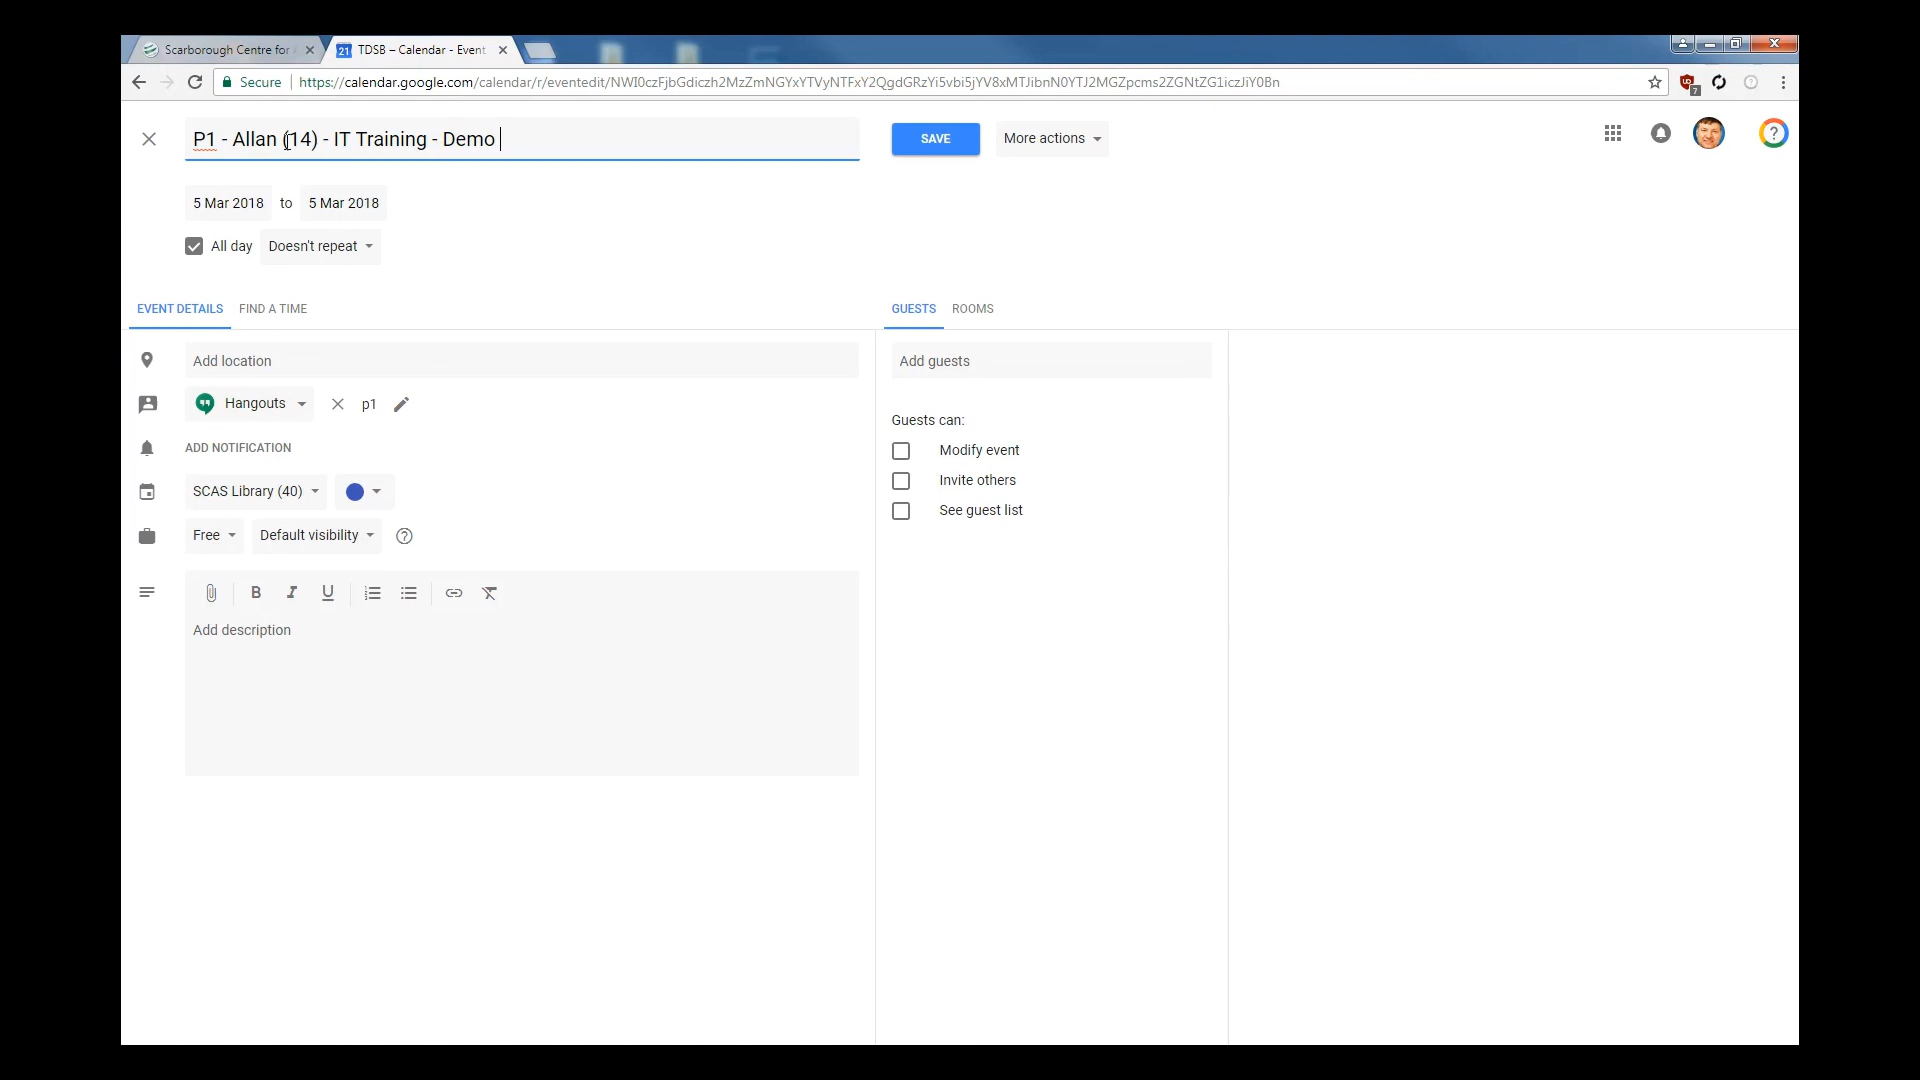 Scarborough Centre for
TDSB – Calendar - Event
Secure
https://calendar.google.com/calendar/r/eventedit/NWI0czFjbGdiczh2MzZmNGYxYTVyNTFxY2QgdGRzYi5vbi5jYV8xMTJibnN0YTJ2MGZpcms2ZGNtZG1iczJiY0Bn
7
P1 - Allan (14) - IT Training - Demo
SAVE
More actions
5 Mar 2018 to 5 Mar 2018
All day
Doesn't repeat
EVENT DETAILS
FIND A TIME
GUESTS
ROOMS
Add location
Add guests
Hangouts
p1
Guests can:
ADD NOTIFICATION
Modify event
Invite others
SCAS Library (40)
See guest list
Free
Default visibility
B I U
Add description